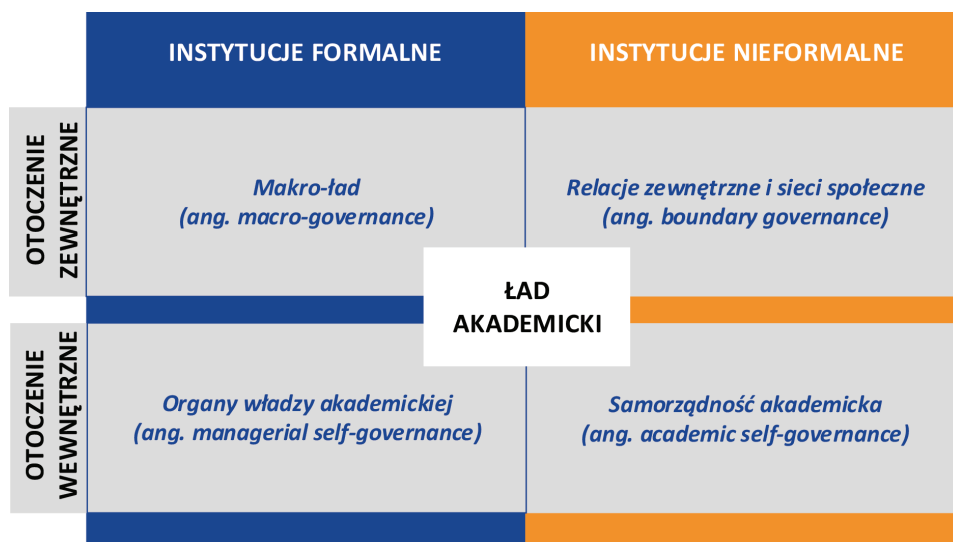 INSTYTUCJE FORMALNE
INSTYTUCJE NIEFORMALNE
OTOCZENIE
ZEWNĘTRZNE
Makro-ład
(ang. macro-governance)
Relacje zewnętrzne i sieci społeczne
(ang. boundary governance)
ŁAD
AKADEMICKI
OTOCZENIE
WEWNĘTRZNE
Organy władzy akademickiej
(ang. managerial self-governance)
Samorządność akademicka
(ang. academic self-governance)